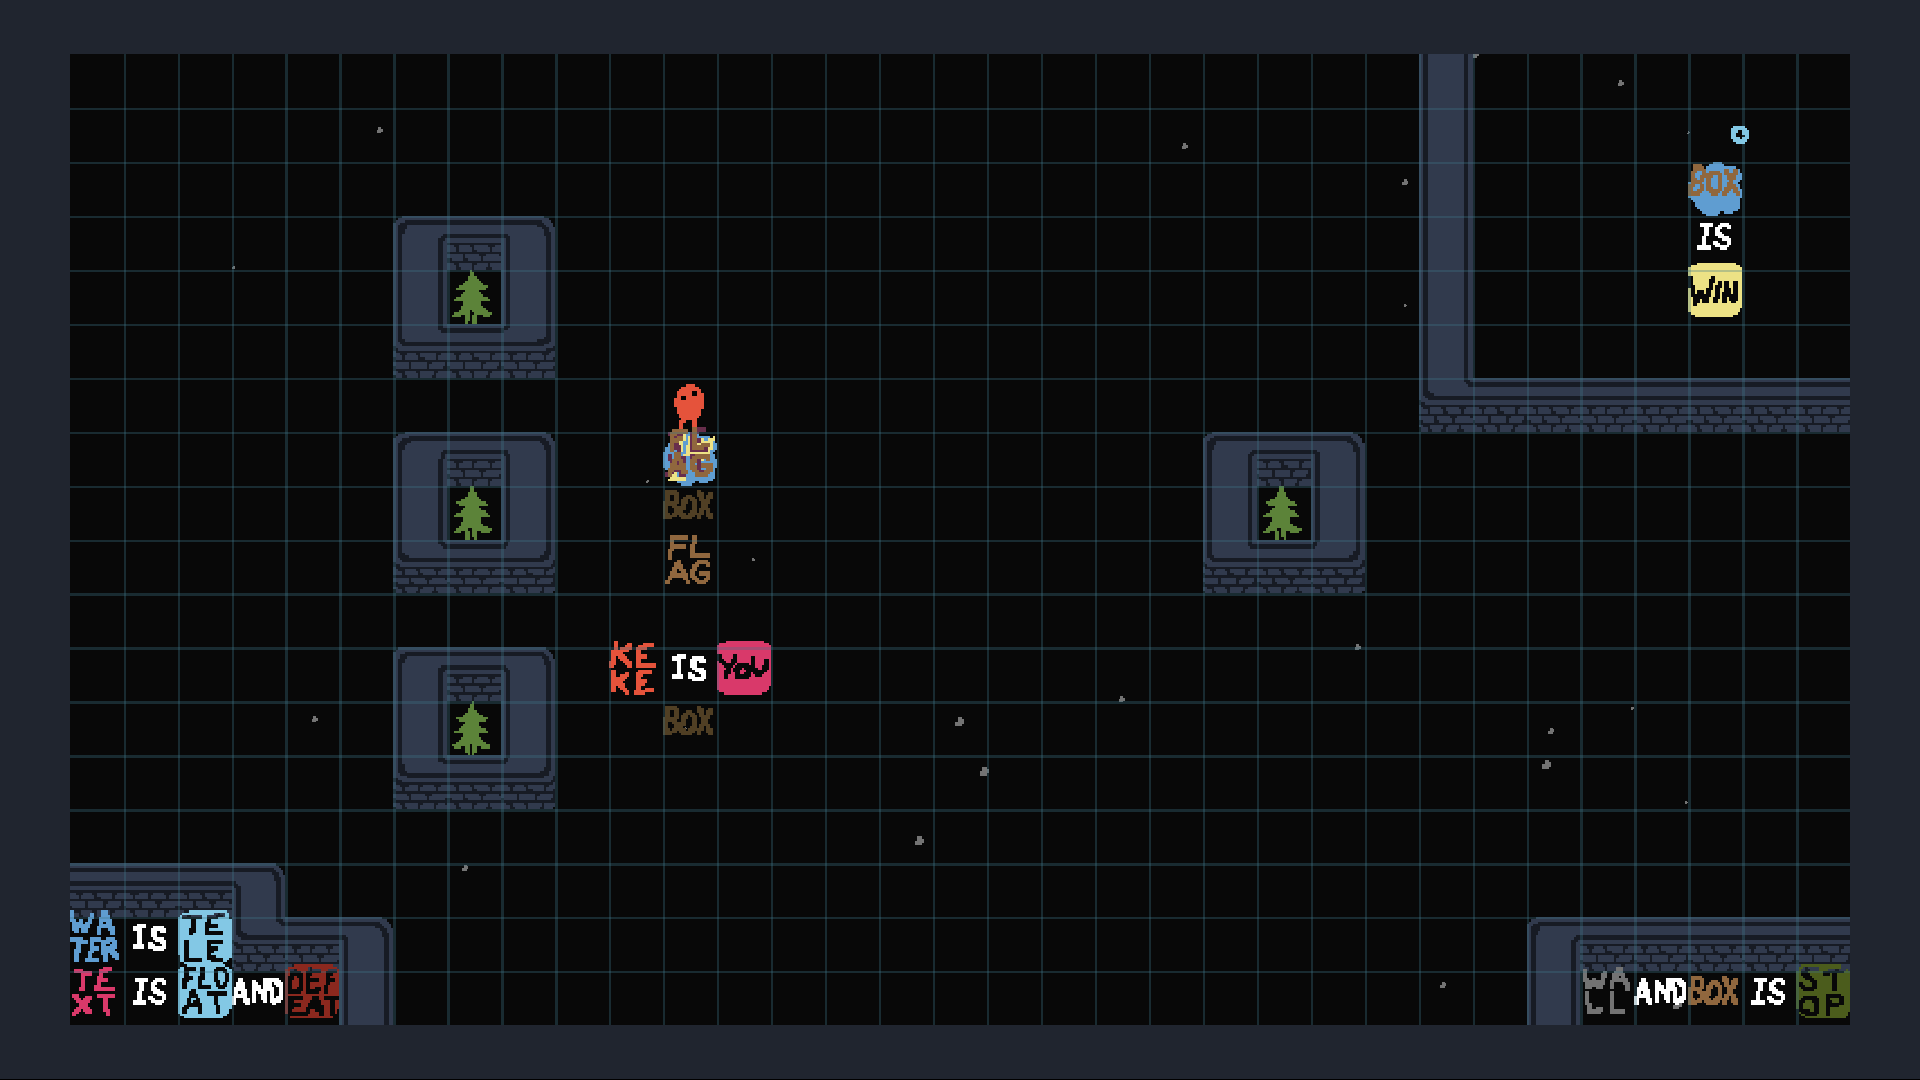 BOX
IS
WIN
FLAG
BOX
FLAG
KEKE IS YOU
BOX
WATER IS TELE
TEXT IS FLOAT AND DEFEAT
WALL AND BOX IS STOP